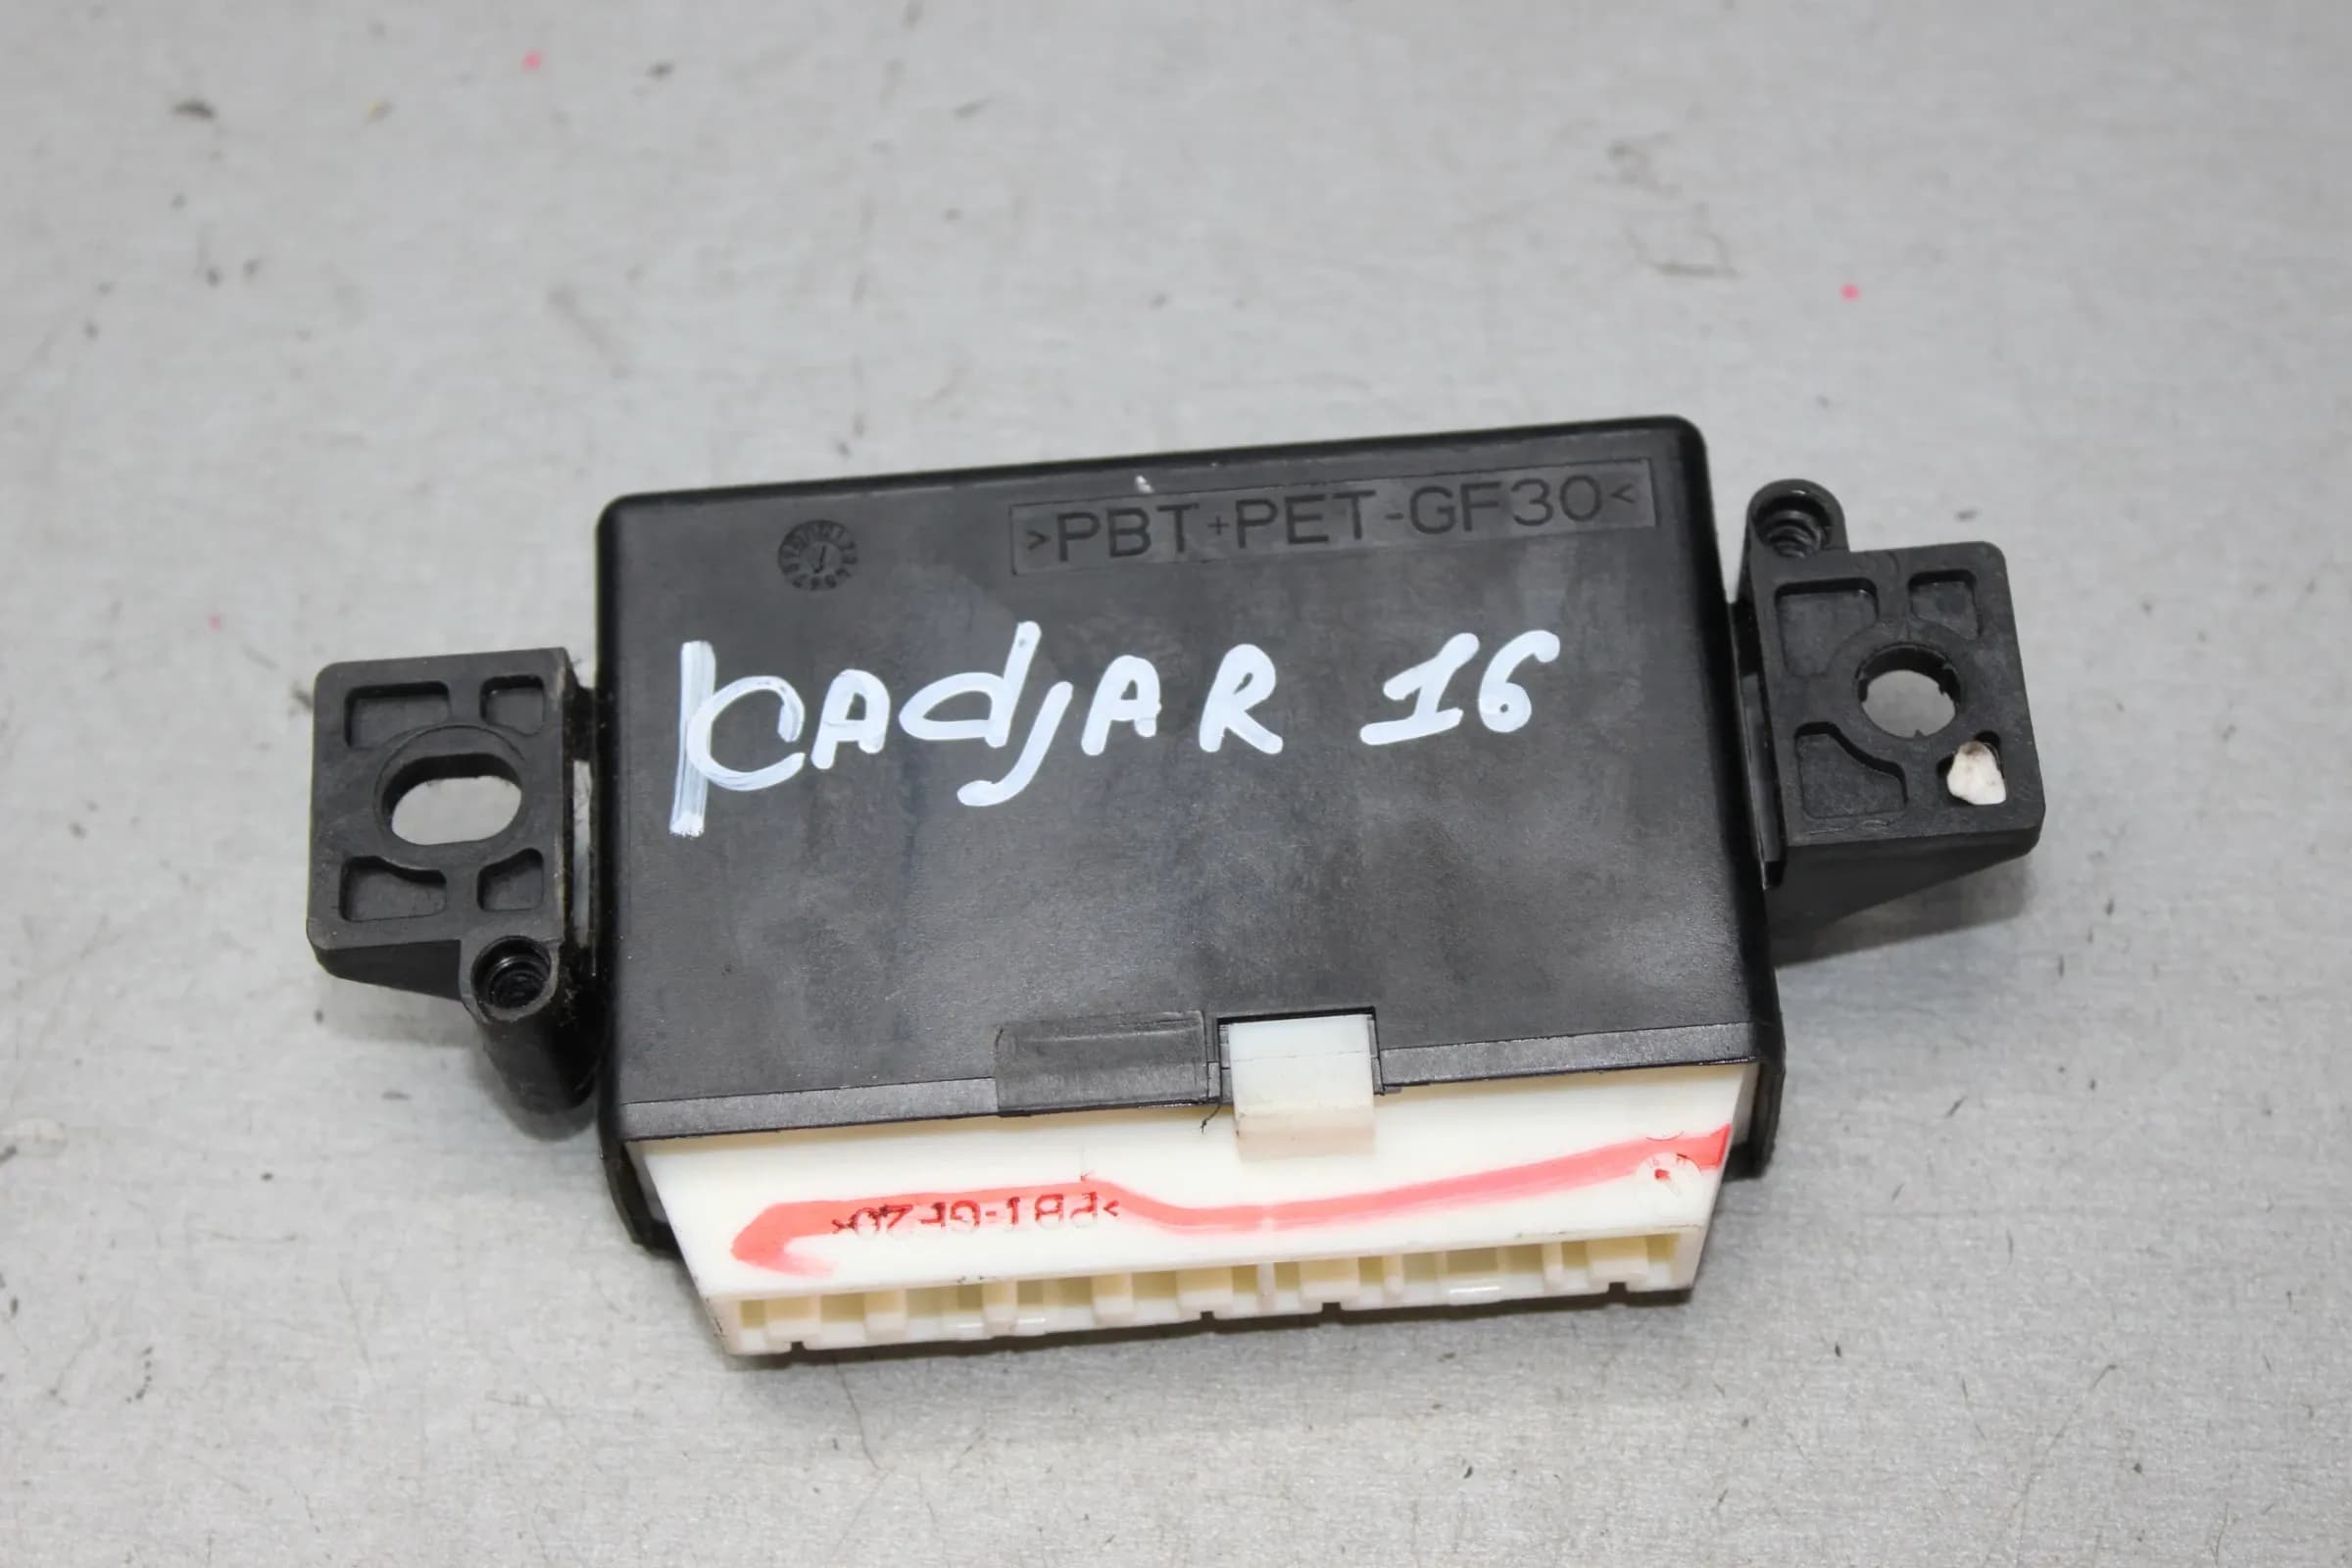 >PBT+PET-GF30<
KADJAR 16
>PBT-GF20<